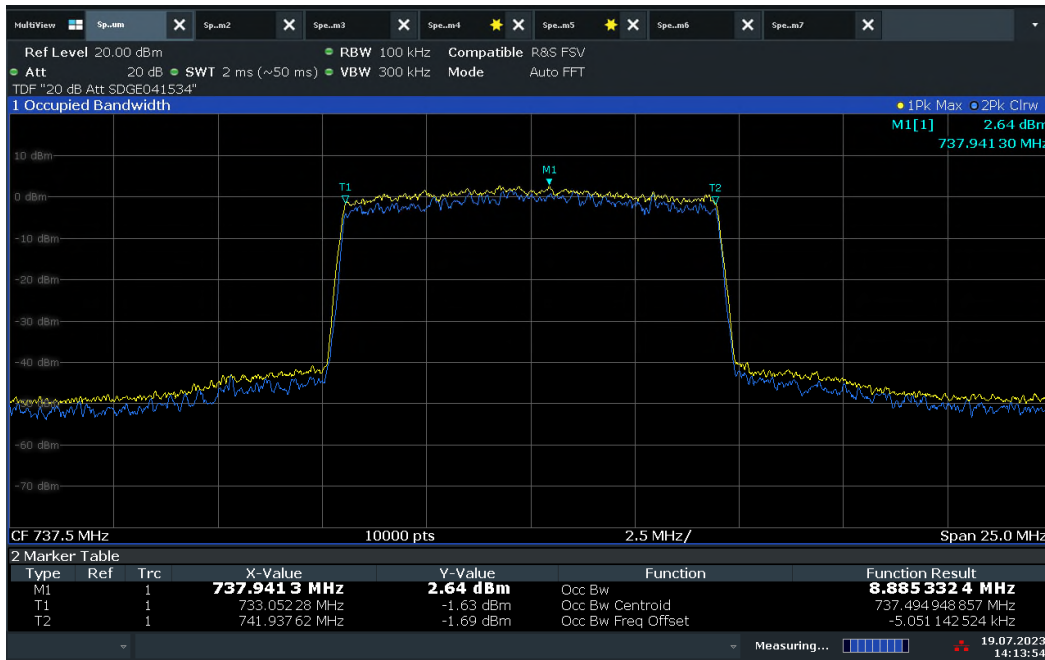 MultiView Sp..um Sp..m2 Spe..m3 Spe..m4 Spe..m5 Spe..m6 Spe..m7
Ref Level 20.00 dBm RBW 100 kHz Compatible R&S FSV
Att 20 dB SWT 2 ms (~50 ms) VBW 300 kHz Mode Auto FFT
TDF "20 dB Att SDGE041534"
1 Occupied Bandwidth 1Pk Max 2Pk Clrw
M1[1] 2.64 dBm
737.941 30 MHz
10 dBm
M1
T1
T2
0 dBm
-10 dBm
-20 dBm
-30 dBm
-40 dBm
-60 dBm
-70 dBm
CF 737.5 MHz 10000 pts 2.5 MHz/ Span 25.0 MHz
2 Marker Table
Type Ref Trc X-Value Y-Value Function Function Result
M1 1 737.941 3 MHz 2.64 dBm Occ Bw 8.885 332 4 MHz
T1 1 733.052 28 MHz -1.63 dBm Occ Bw Centroid 737.494 948 857 MHz
T2 1 741.937 62 MHz -1.69 dBm Occ Bw Freq Offset -5.051 142 524 kHz
Measuring... 19.07.2023
14:13:54